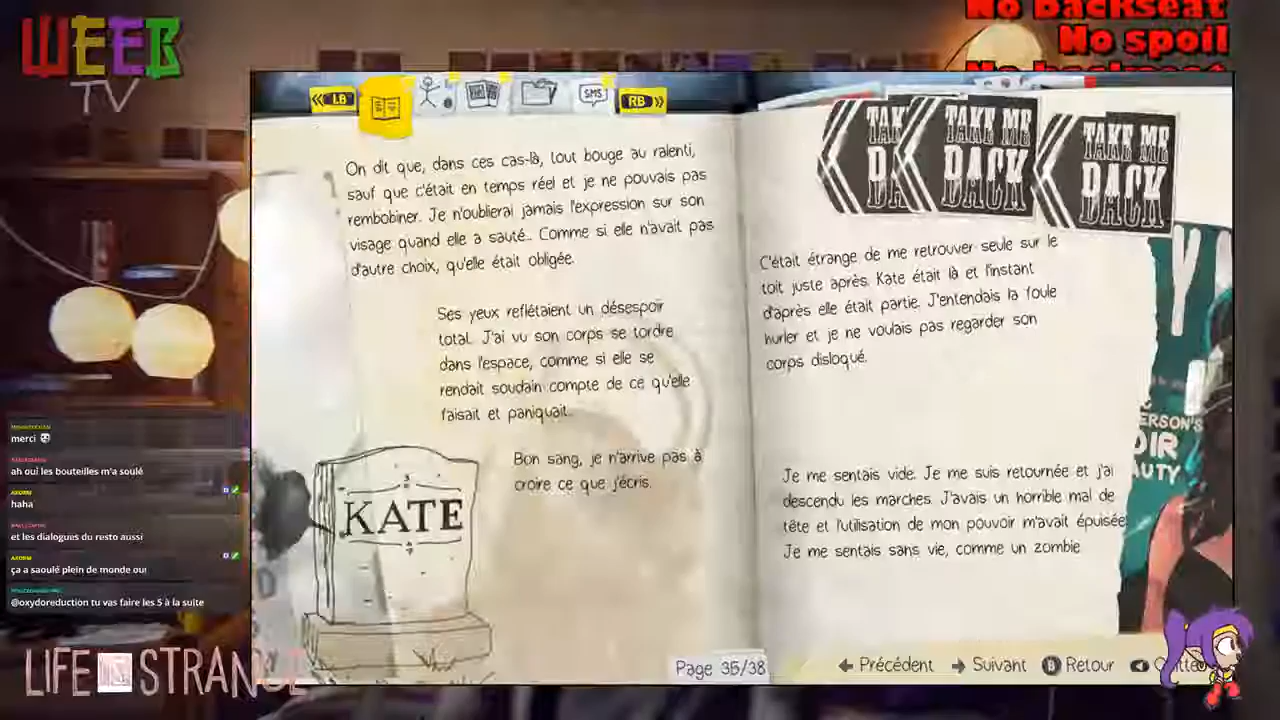 WEEB
TV
No backseat
No spoil
No backseat
LB
SMS
RB
On dit que, dans ces cas-là, tout bouge au ralenti,
sauf que c'était en temps réel et je ne pouvais pas
rembobiner. Je n'oublierai jamais l'expression sur son
visage quand elle a sauté... Comme si elle n'avait pas
d'autre choix, qu'elle était obligée.
Ses yeux reflétaient un désespoir
total. J'ai vu son corps se tordre
dans l'espace, comme si elle se
rendait soudain compte de ce qu'elle
faisait et paniquait.
Bon sang, je n'arrive pas à
croire ce que j'écris.
KATE
TAKE ME
BACK
TAKE ME
BACK
C'était étrange de me retrouver seule sur le
toit juste après. Kate était là et l'instant
d'après elle était partie. J'entendais la foule
hurler et je ne voulais pas regarder son
corps disloqué.
Je me sentais vide. Je me suis retournée et j'ai
descendu les marches. J'avais un horrible mal de
tête et l'utilisation de mon pouvoir m'avait épuisée.
Je me sentais sans vie, comme un zombie.
ERSON'S
OIR
AUTY
merci
ah oui les bouteilles m'a soulé
AXORM
haha
et les dialogues du resto aussi
AXORM
ça a saoulé plein de monde oui
@oxydoreduction tu vas faire les 5 à la suite
LIFE IS STRANGE
Page 35/38
Précédent
Suivant
B Retour